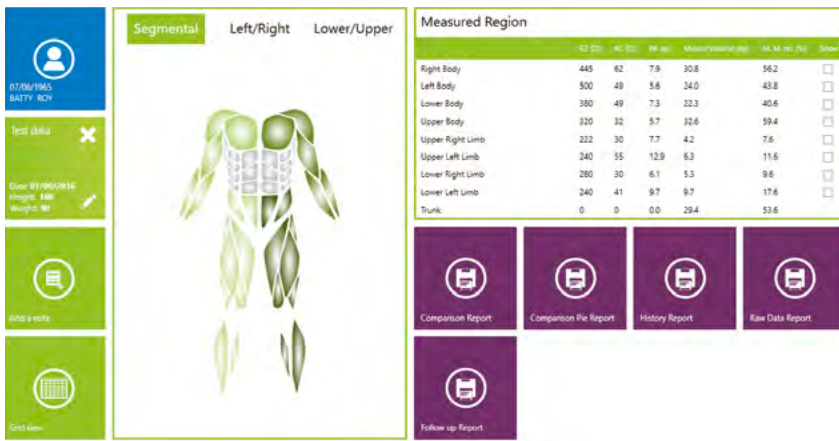 07/08/1965
BATTY ROY
Test data
Date 07/00/2016
Height: 186
Weight: 90
Add a note
Grid view
Segmental Left/Right Lower/Upper
Measured Region
M. M. rel. (%) Show
Right Body 445 62 7.9 30.8 56.2
Left Body 500 49 5.6 24.0 43.8
Lower Body 380 49 7.3 22.3 40.6
Upper Body 320 32 5.7 32.6 59.4
Upper Right Limb 222 30 7.7 4.2 7.6
Upper Left Limb 240 55 12.9 6.3 11.6
Lower Right Limb 280 30 6.1 5.3 9.6
Lower Left Limb 240 41 9.7 9.7 17.6
Trunk 0 0 0.0 29.4 53.6
Comparison Report
Comparison Pie Report
History Report
Raw Data Report
Follow up Report